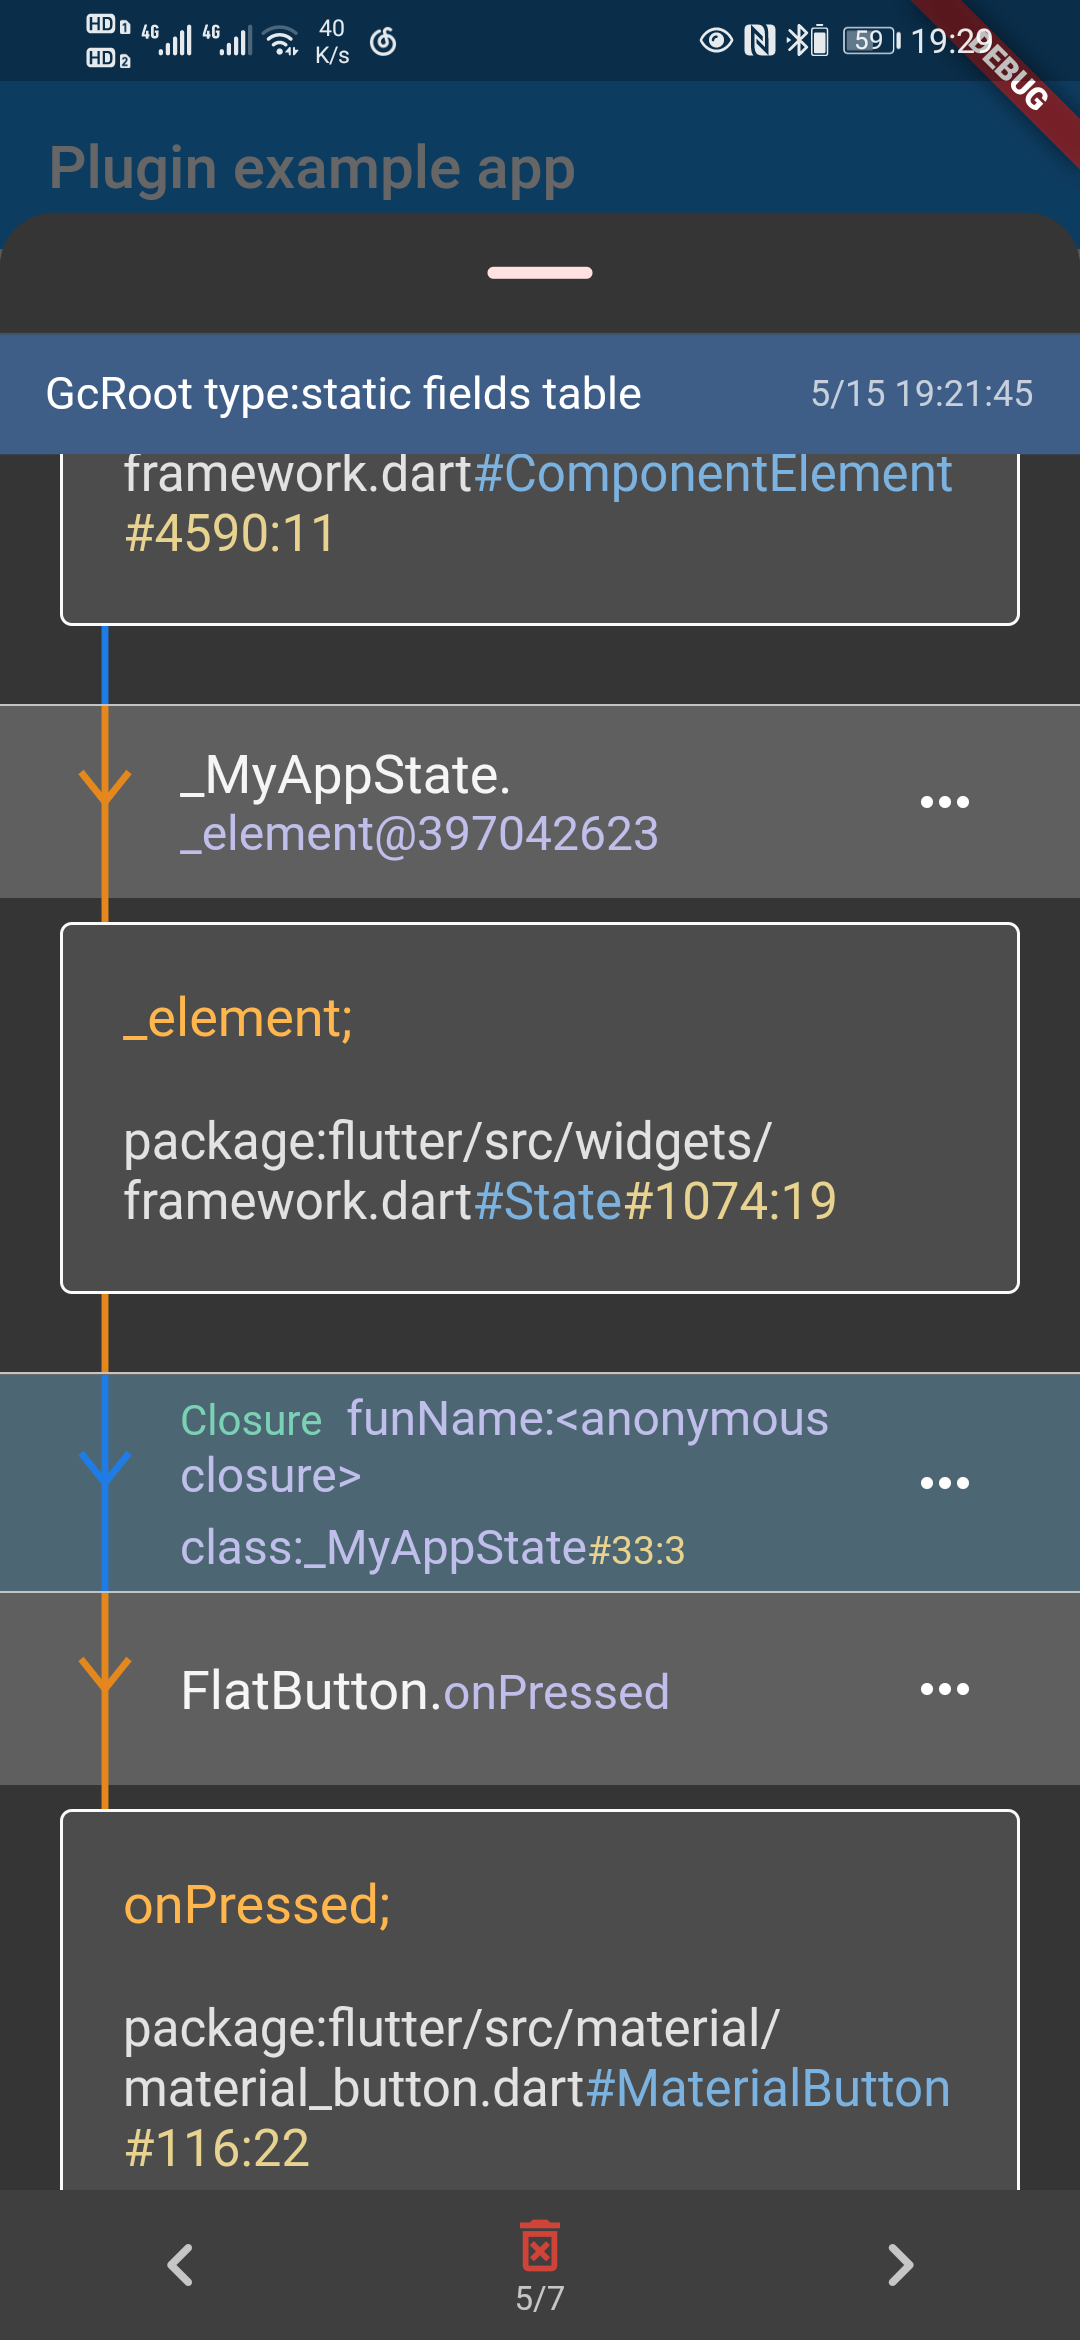 HD 1 4G 4G 40 59 19:29
HD 2 K/s
DEBUG
Plugin example app
GcRoot type:static fields table 5/15 19:21:45
framework.dart#ComponentElement
#4590:11
_MyAppState.
_element@397042623
_element;
package:flutter/src/widgets/
framework.dart#State#1074:19
Closure funName:<anonymous
closure>
class:_MyAppState#33:3
FlatButton.onPressed
onPressed;
package:flutter/src/material/
material_button.dart#MaterialButton
#116:22
5/7